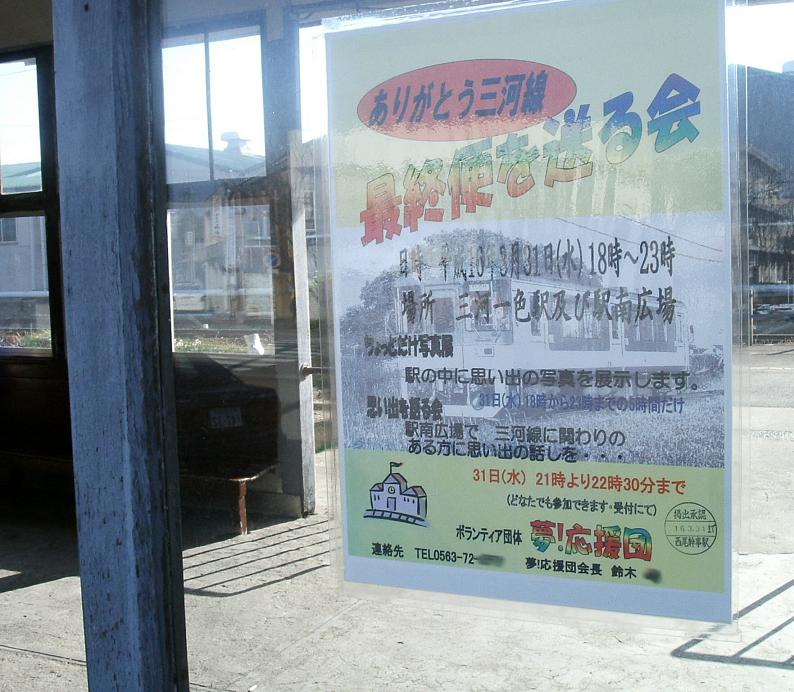 ありがとう三河線
最終便を送る会
日時 平成16年3月31日(水)18時～23時
場所 三河一色駅及び駅南広場
ちょっとだけ写真展
駅の中に思い出の写真を展示します。
31日(水)18時から23時までの5時間だけ
思い出を語る会
駅南広場で 三河線に関わりの
ある方に思い出の話しを・・・
31日(水) 21時より22時30分まで
(どなたでも参加できます・受付にて)
ボランティア団体 夢!応援団
連絡先 TEL0563-72-
夢!応援団会長 鈴木
掲出承認
16.3.31
西尾幹事駅